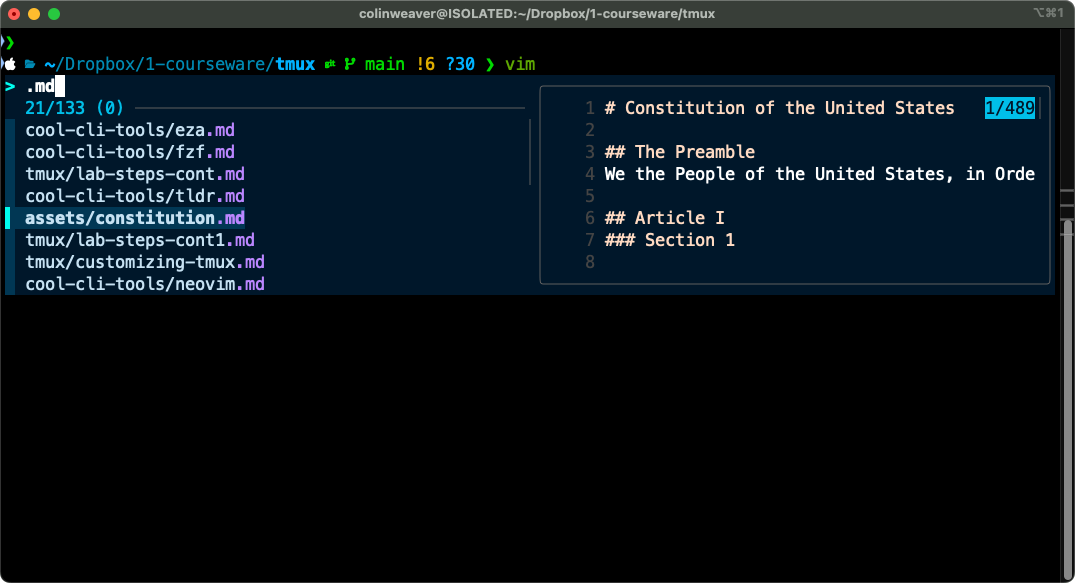 colinweaver@ISOLATED:~/Dropbox/1-courseware/tmux
⌥⌘1
❯
~/Dropbox/1-courseware/tmux main !6 ?30 ❯ vim
> .md
21/133 (0)
cool-cli-tools/eza.md
cool-cli-tools/fzf.md
tmux/lab-steps-cont.md
cool-cli-tools/tldr.md
assets/constitution.md
tmux/lab-steps-cont1.md
tmux/customizing-tmux.md
cool-cli-tools/neovim.md
1 # Constitution of the United States 1/489
2
3 ## The Preamble
4 We the People of the United States, in Orde
5
6 ## Article I
7 ### Section 1
8